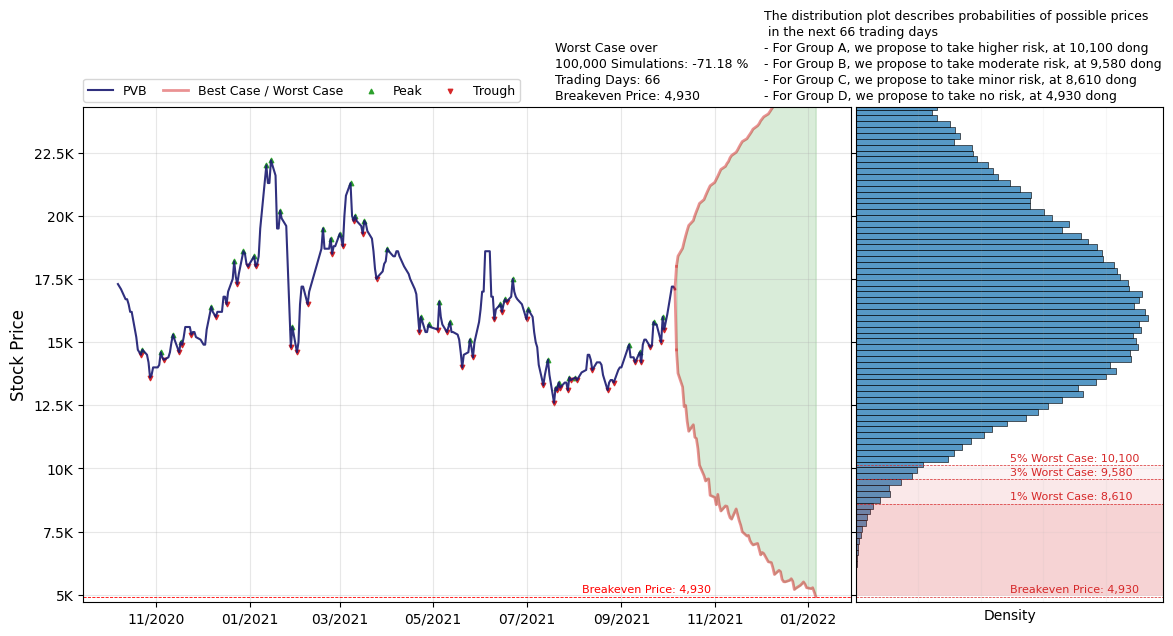 The distribution plot describes probabilities of possible prices
in the next 66 trading days
- For Group A, we propose to take higher risk, at 10,100 dong
- For Group B, we propose to take moderate risk, at 9,580 dong
- For Group C, we propose to take minor risk, at 8,610 dong
- For Group D, we propose to take no risk, at 4,930 dong
Worst Case over
100,000 Simulations: -71.18 %
Trading Days: 66
Breakeven Price: 4,930
PVB
Best Case / Worst Case
Peak
Trough
Stock Price
22.5K
20K
17.5K
15K
12.5K
10K
7.5K
5K
Breakeven Price: 4,930
11/2020
01/2021
03/2021
05/2021
07/2021
09/2021
11/2021
01/2022
5% Worst Case: 10,100
3% Worst Case: 9,580
1% Worst Case: 8,610
Breakeven Price: 4,930
Density